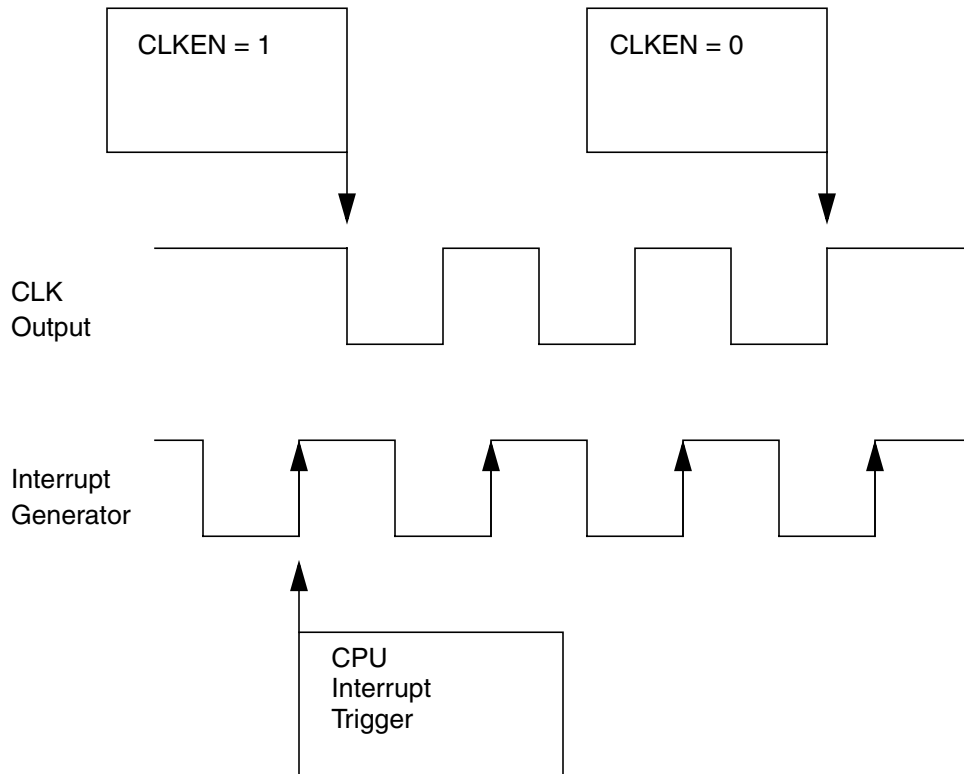 CLKEN = 1
CLKEN = 0
CLK
Output
Interrupt
Generator
CPU
Interrupt
Trigger